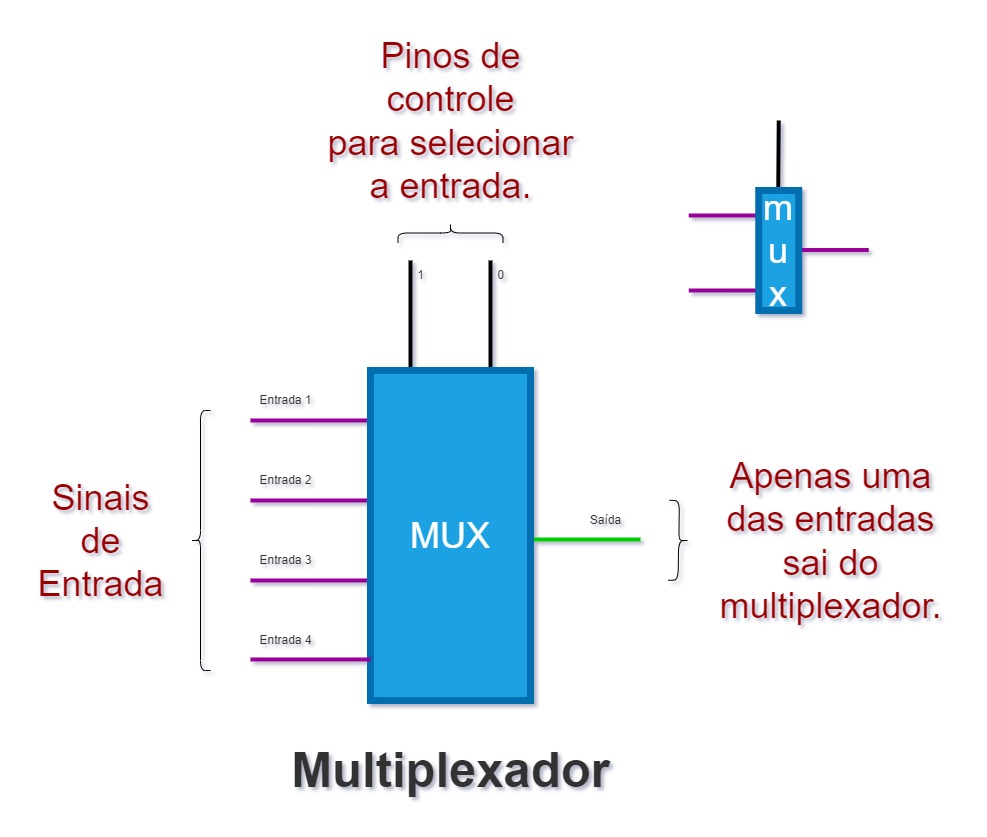 Pinos de
controle
para selecionar
a entrada.
1
0
m
u
x
Entrada 1
Entrada 2
Entrada 3
Entrada 4
Sinais
de
Entrada
MUX
Saída
Apenas uma
das entradas
sai do
multiplexador.
Multiplexador